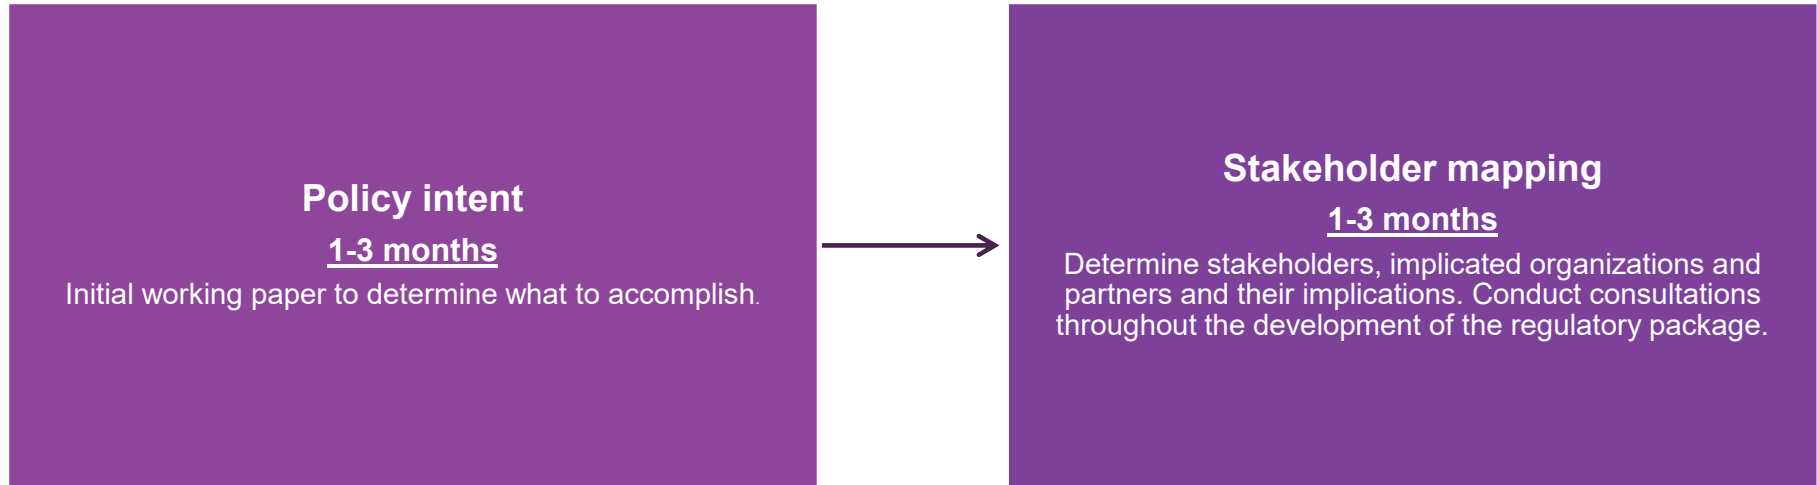 Policy intent
1-3 months
Initial working paper to determine what to accomplish.
Stakeholder mapping
1-3 months
Determine stakeholders, implicated organizations and
partners and their implications. Conduct consultations
throughout the development of the regulatory package.